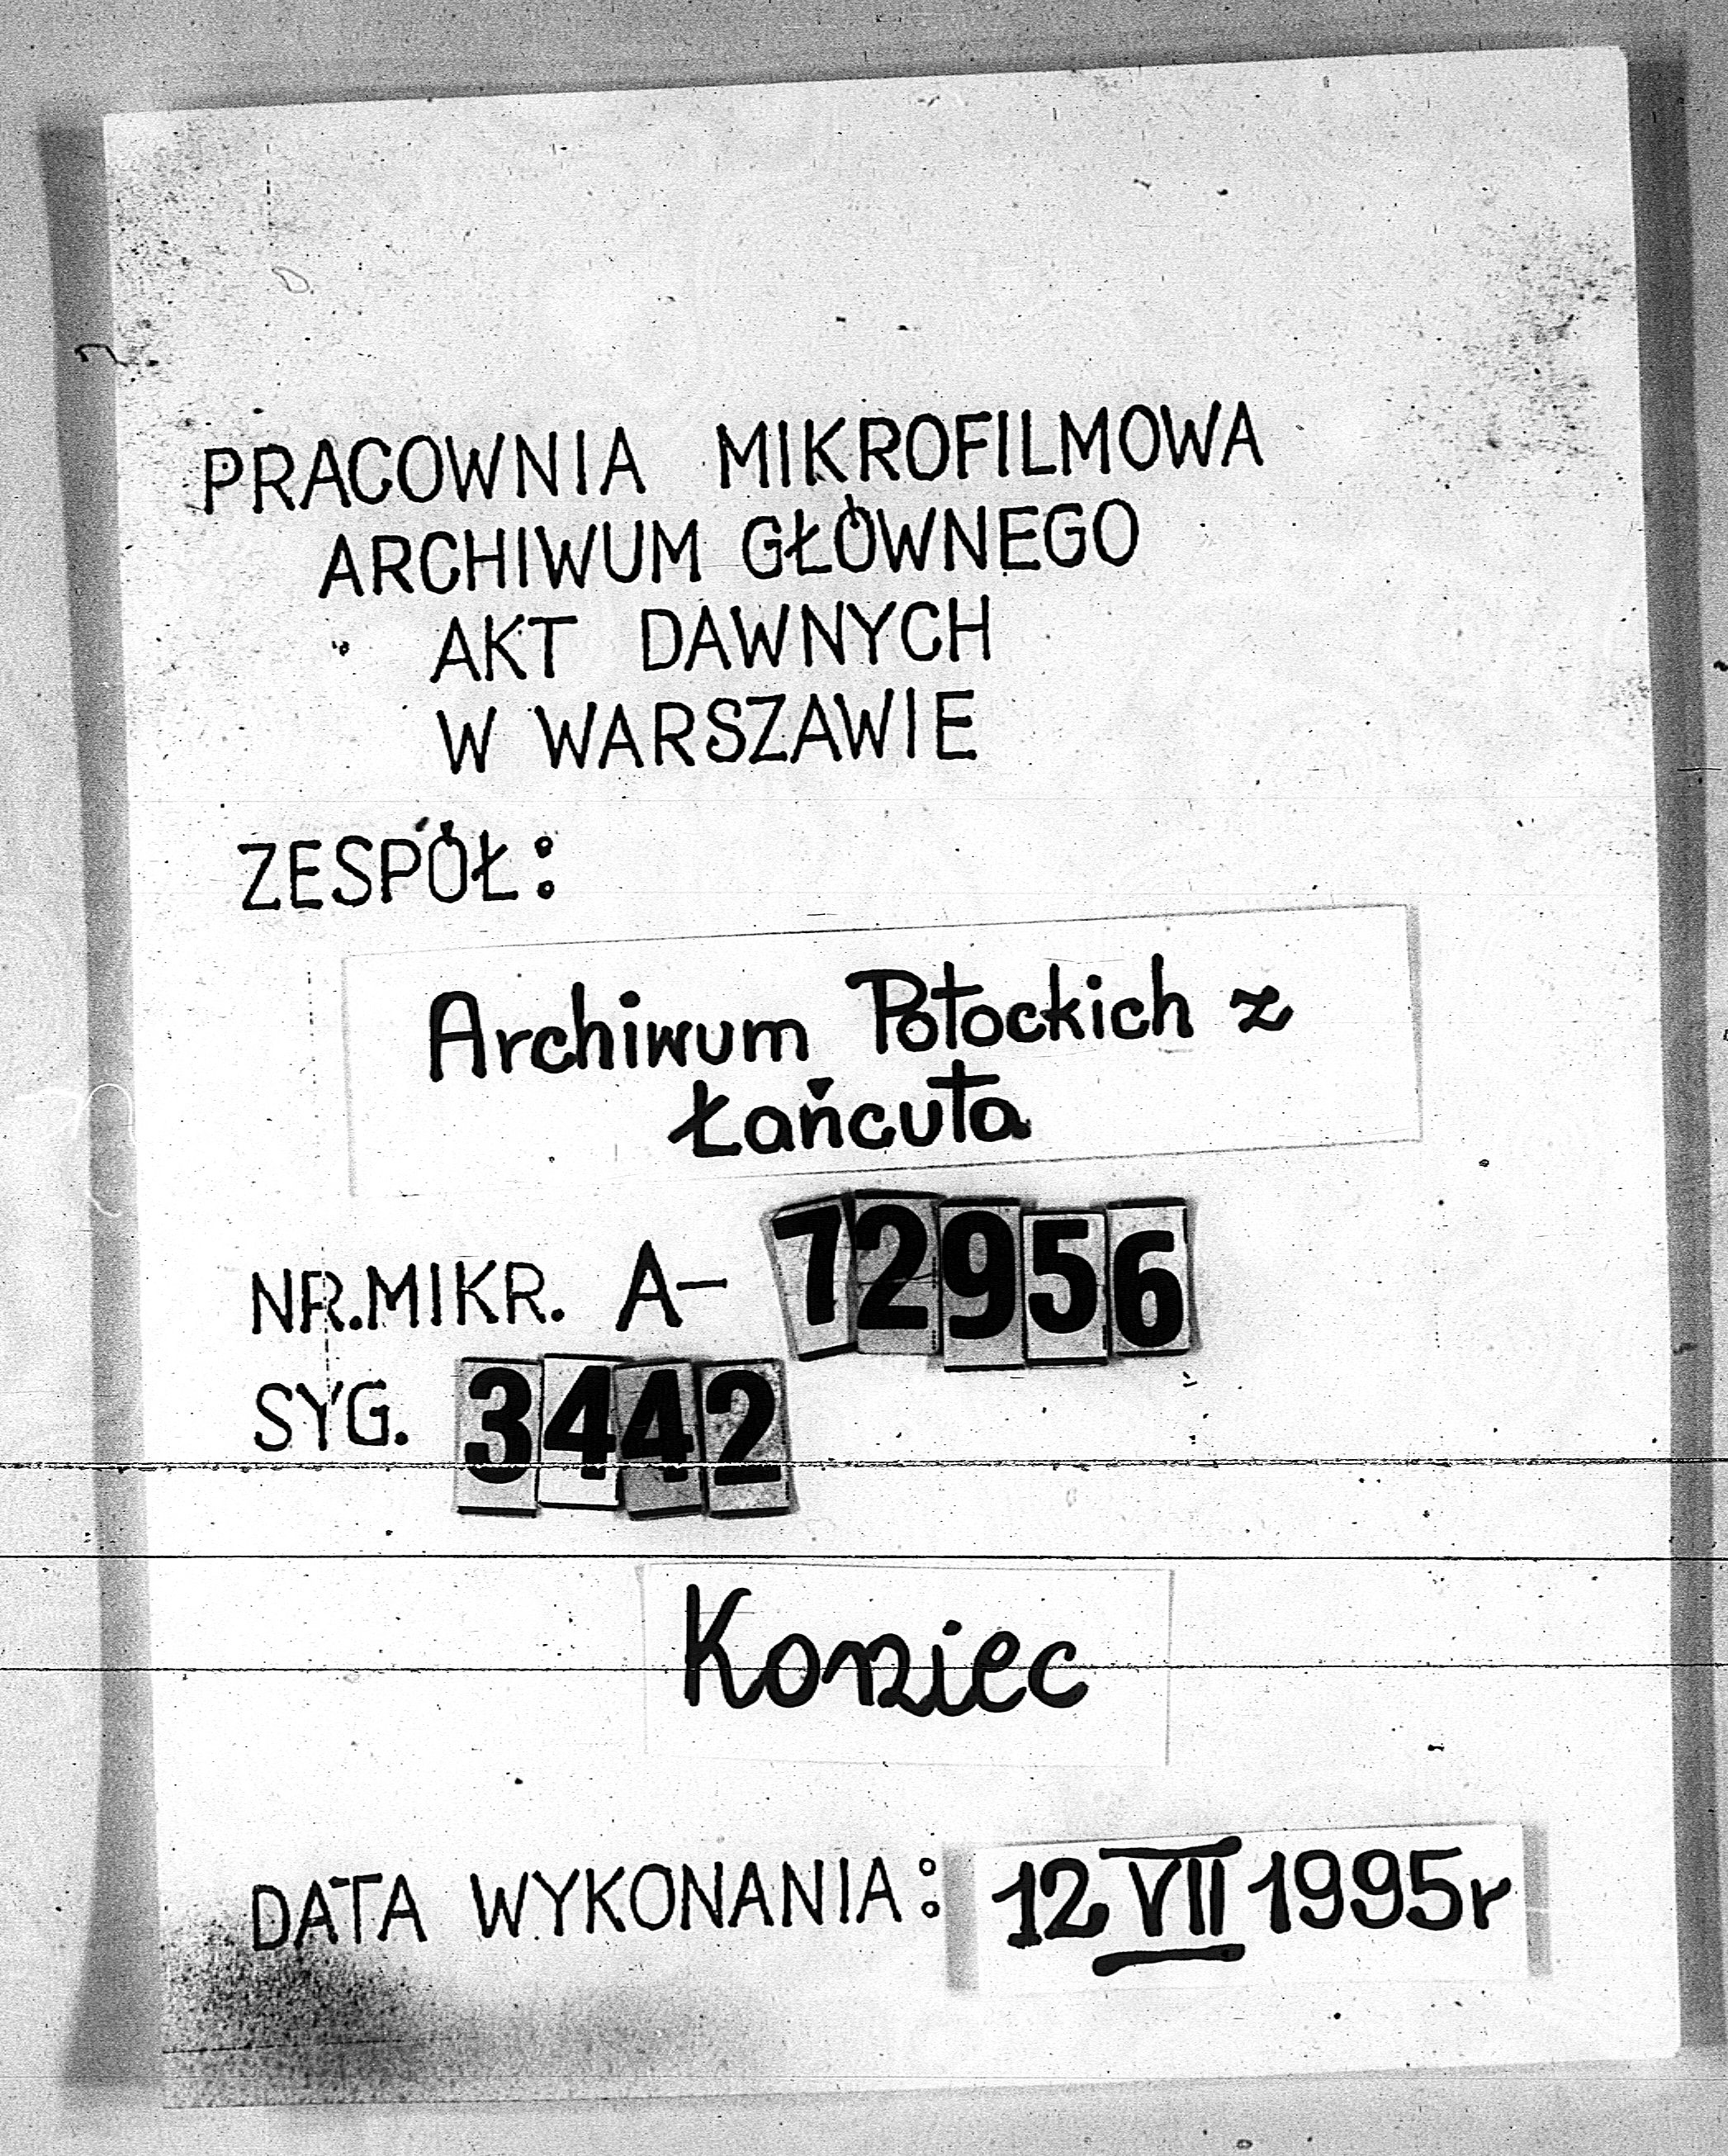 PRACOWNIA MIKROFILMOWA
ARCHIWUM GŁÓWNEGO
AKT DAWNYCH
W WARSZAWIE
ZESPÓŁ:
Archiwum Potockich z
Łańcuta
NR.MIKR. A- 72956
SYG. 3442
Koniec
DATA WYKONANIA: 12 VII 1995r